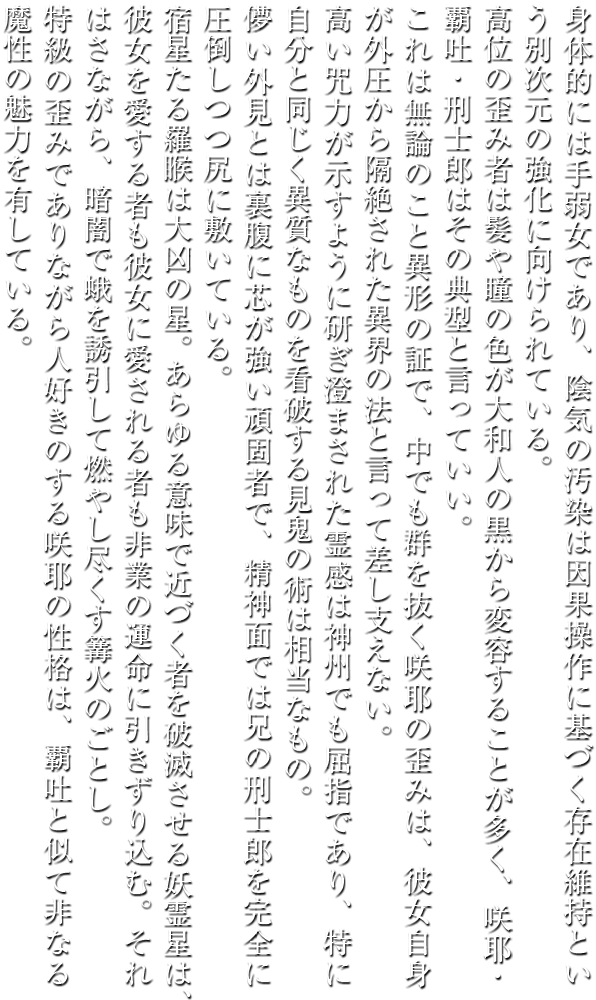 身体的には手弱女であり、陰気の汚染は因果操作に基づく存在維持とい
う別次元の強化に向けられている。
高位の歪み者は髪や瞳の色が大和人の黒から変容することが多く、咲耶・
覇吐・刑士郎はその典型と言っていい。
これは無論のこと異形の証で、中でも群を抜く咲耶の歪みは、彼女自身
が外圧から隔絶された異界の法と言って差し支えない。
高い咒力が示すように研ぎ澄まされた霊感は神州でも屈指であり、特に
自分と同じく異質なものを看破する見鬼の術は相当なもの。
儚い外見とは裏腹に芯が強い頑固者で、精神面では兄の刑士郎を完全に
圧倒しつつ尻に敷いている。
宿星たる羅睺は大凶の星。あらゆる意味で近づく者を破滅させる妖霊星は、
彼女を愛する者も彼女に愛される者も非業の運命に引きずり込む。それ
はさながら、暗闇で蛾を誘引して燃やし尽くす篝火のごとし。
特級の歪みでありながら人好きのする咲耶の性格は、覇吐と似て非なる
魔性の魅力を有している。